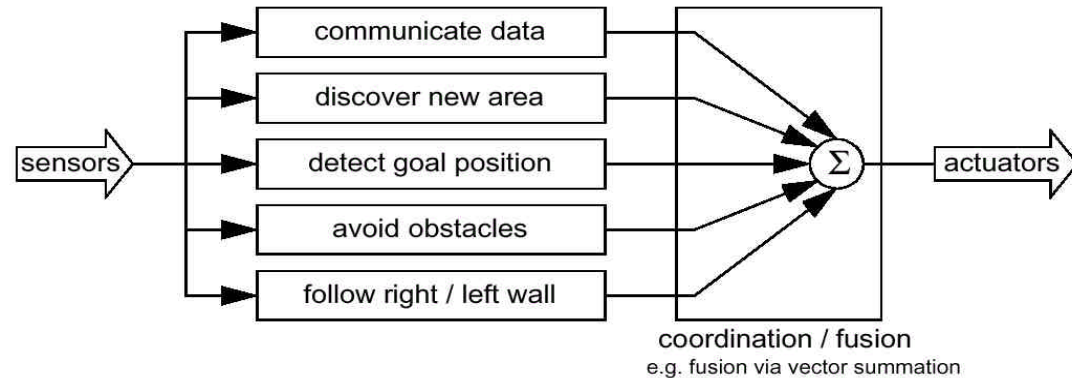 communicate data
discover new area
sensors
detect goal position
Σ
actuators
avoid obstacles
follow right / left wall
coordination / fusion
e.g. fusion via vector summation